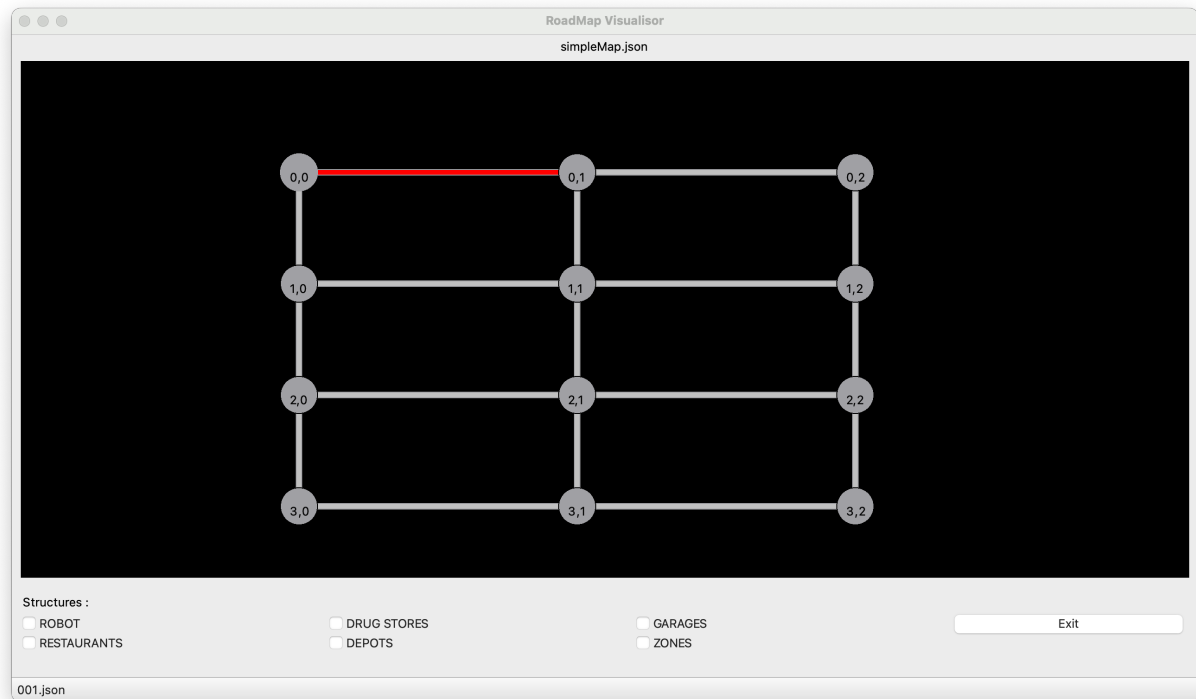 RoadMap Visualisor
simpleMap.json
0,0 0,1 0,2
1,0 1,1 1,2
2,0 2,1 2,2
3,0 3,1 3,2
Structures :
ROBOT DRUG STORES GARAGES Exit
RESTAURANTS DEPOTS ZONES
001.json